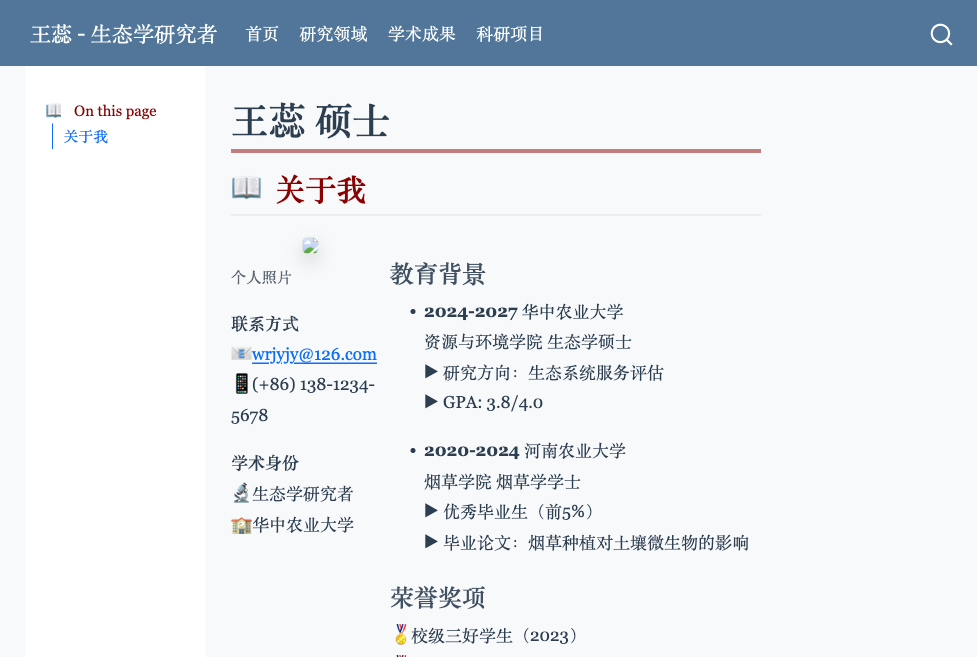 王蕊 - 生态学研究者 首页 研究领域 学术成果 科研项目
On this page
关于我
王蕊 硕士
关于我
个人照片
联系方式
📧wrjyjy@126.com
📱(+86) 138-1234-
5678
学术身份
🔬生态学研究者
🏫华中农业大学
教育背景
• 2024-2027 华中农业大学
资源与环境学院 生态学硕士
▶ 研究方向：生态系统服务评估
▶ GPA: 3.8/4.0
• 2020-2024 河南农业大学
烟草学院 烟草学学士
▶ 优秀毕业生（前5%）
▶ 毕业论文：烟草种植对土壤微生物的影响
荣誉奖项
🏅校级三好学生（2023）